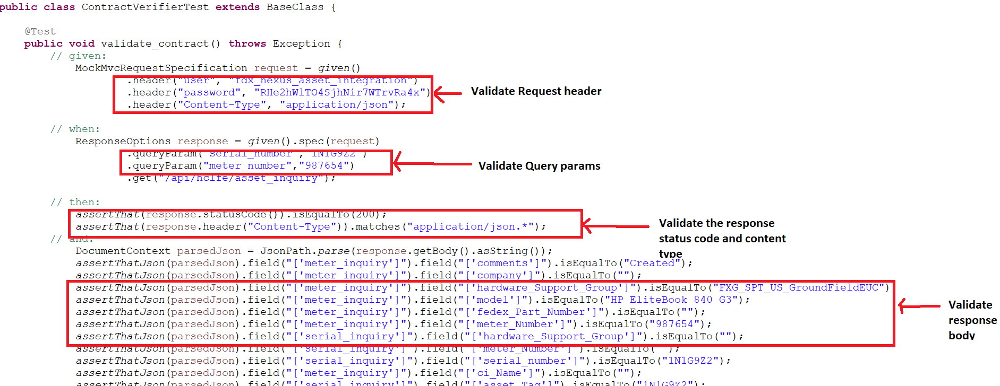 public class ContractVerifierTest extends BaseClass {
@Test
public void validate_contract() throws Exception {
// given:
MockMvcRequestSpecification request = given()
.header("user", "fdx_nexus_asset_integration")
.header("password", "RHe2hWlTO4SjhNir7WTrvRa4x")
.header("Content-Type", "application/json");
Validate Request header
// when:
ResponseOptions response = given().spec(request)
.queryParam("serial_number","1N1G9Z2")
.queryParam("meter_number","987654")
.get("/api/hclfe/asset_inquiry");
Validate Query params
// then:
assertThat(response.statusCode()).isEqualTo(200);
assertThat(response.header("Content-Type")).matches("application/json.*");
Validate the response
status code and content
type
// and:
DocumentContext parsedJson = JsonPath.parse(response.getBody().asString());
assertThatJson(parsedJson).field("['meter_inquiry']").field("['comments']").isEqualTo("Created");
assertThatJson(parsedJson).field("['meter_inquiry']").field("['company']").isEqualTo("");
assertThatJson(parsedJson).field("['meter_inquiry']").field("['hardware_Support_Group']").isEqualTo("FXG_SPT_US_GroundFieldEUC")
assertThatJson(parsedJson).field("['meter_inquiry']").field("['model']").isEqualTo("HP EliteBook 840 G3");
assertThatJson(parsedJson).field("['meter_inquiry']").field("['fedex_Part_Number']").isEqualTo("");
assertThatJson(parsedJson).field("['meter_inquiry']").field("['meter_Number']").isEqualTo("987654");
assertThatJson(parsedJson).field("['serial_inquiry']").field("['hardware_Support_Group']").isEqualTo("");
Validate
response
body
assertThatJson(parsedJson).field("['serial_inquiry']").field("['meter_Number']").isEqualTo("");
assertThatJson(parsedJson).field("['serial_inquiry']").field("['serial_number']").isEqualTo("1N1G9Z2");
assertThatJson(parsedJson).field("['meter_inquiry']").field("['ci_Name']").isEqualTo("");
assertThatJson(parsedJson).field("['serial_inquiry']").field("['asset_Tag']").isEqualTo("1N1G9Z2");